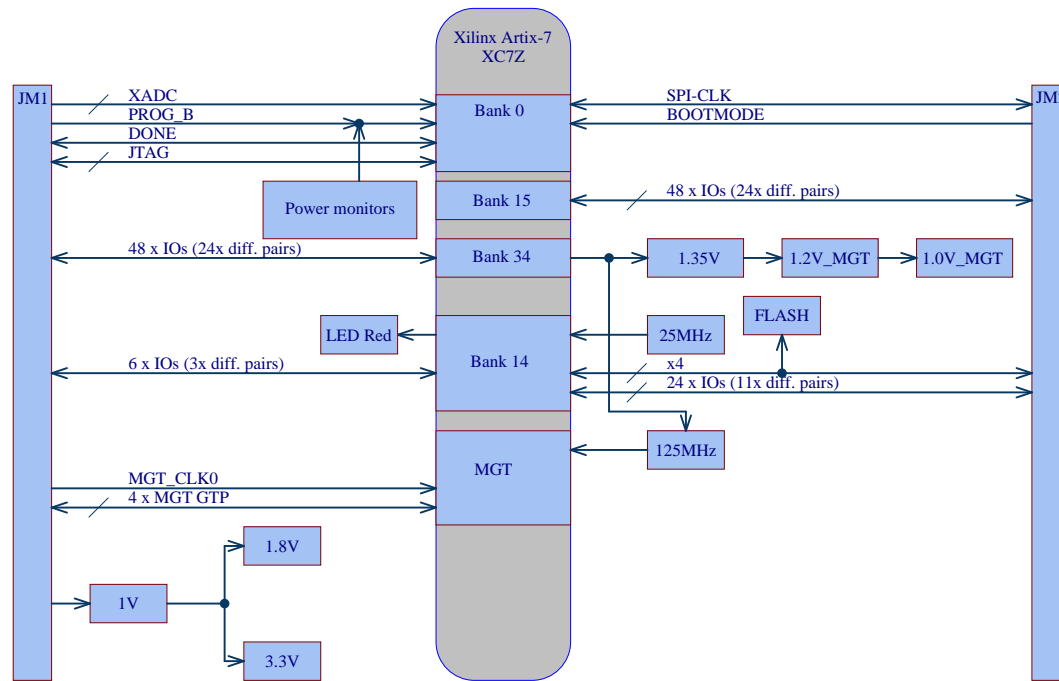 Xilinx Artix-7
XC7Z
JM1
XADC
PROG_B
DONE
JTAG
Bank 0
SPI-CLK
BOOTMODE
Power monitors
Bank 15
48 x IOs (24x diff. pairs)
48 x IOs (24x diff. pairs)
Bank 34
1.35V
1.2V_MGT
1.0V_MGT
LED Red
Bank 14
25MHz
FLASH
6 x IOs (3x diff. pairs)
x4
24 x IOs (11x diff. pairs)
125MHz
MGT
MGT_CLK0
4 x MGT GTP
1.8V
1V
3.3V